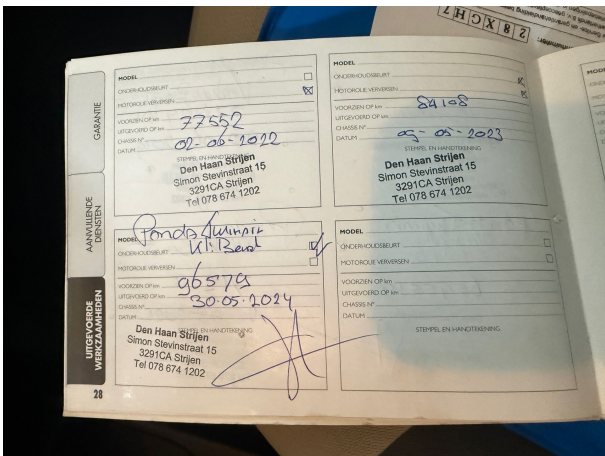 28XHGH7
GARANTIE
AANVULLENDE
DIENSTEN
UITGEVOERDE
WERKZAAMHEDEN
28
MODEL
ONDERHOUDSBEURT
MOTOROLIE VERVERSEN
VOORZIEN OP km
UITGEVOERD OP km 77552
CHASSIS N°
DATUM 02-06-2022
STEMPEL EN HANDTEKENING
Den Haan Strijen
Simon Stevinstraat 15
3291CA Strijen
Tel 078 674 1202
MODEL
ONDERHOUDSBEURT
MOTOROLIE VERVERSEN
VOORZIEN OP km
UITGEVOERD OP km 84108
CHASSIS N°
DATUM 09-05-2023
STEMPEL EN HANDTEKENING
Den Haan Strijen
Simon Stevinstraat 15
3291CA Strijen
Tel 078 674 1202
MODEL Panda
ONDERHOUDSBEURT Kl. Beurt
MOTOROLIE VERVERSEN
VOORZIEN OP km
UITGEVOERD OP km 96579
CHASSIS N° 30-05-2024
DATUM
STEMPEL EN HANDTEKENING
Den Haan Strijen
Simon Stevinstraat 15
3291CA Strijen
Tel 078 674 1202
MODEL
ONDERHOUDSBEURT
MOTOROLIE VERVERSEN
VOORZIEN OP km
UITGEVOERD OP km
CHASSIS N°
DATUM
STEMPEL EN HANDTEKENING